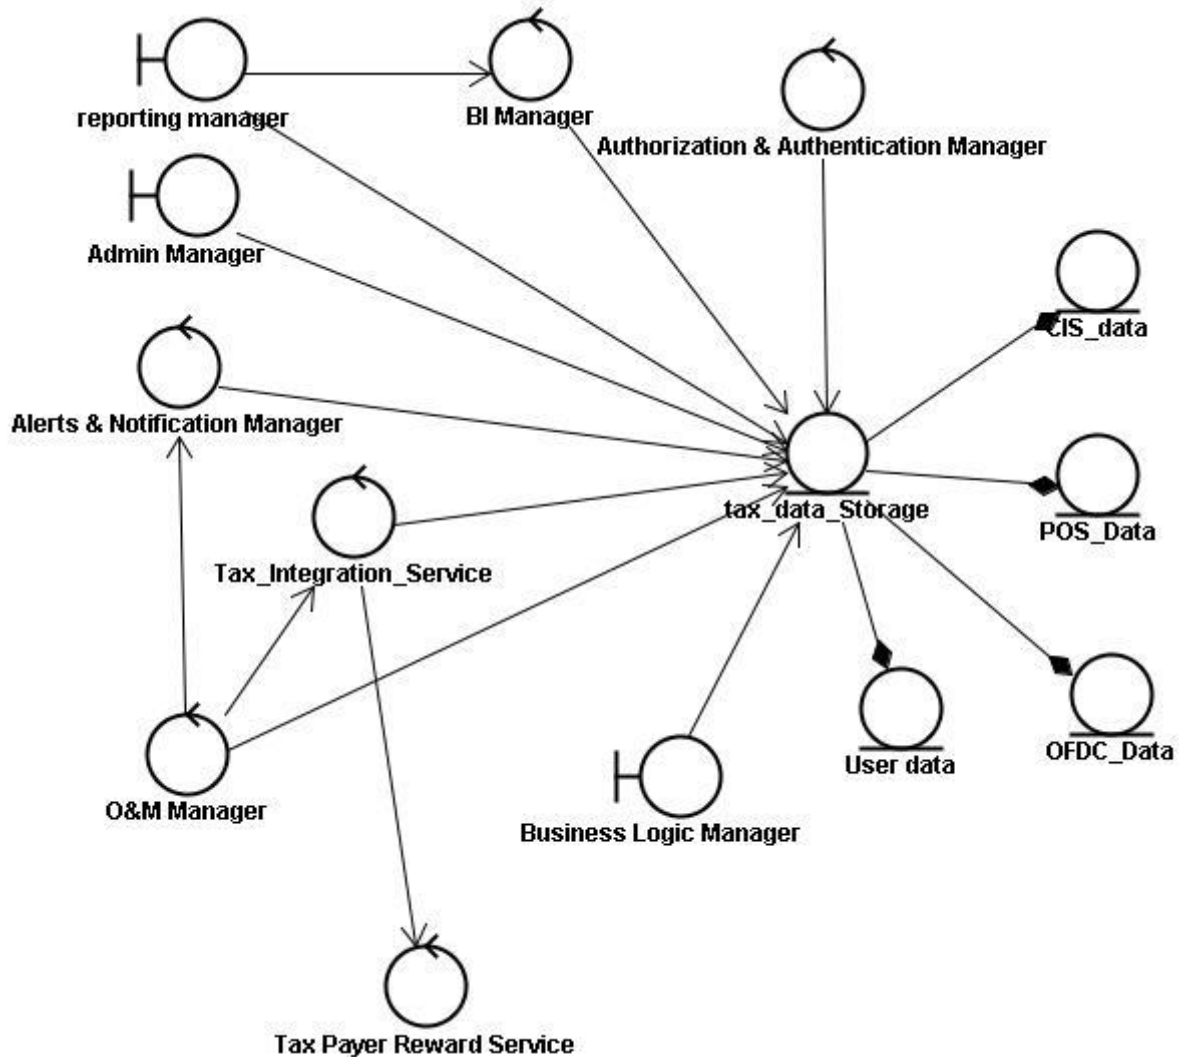 reporting manager
BI Manager
Authorization & Authentication Manager
Admin Manager
CIS_data
Alerts & Notification Manager
tax_data_Storage
POS_Data
Tax_Integration_Service
User data
OFDC_Data
O&M Manager
Business Logic Manager
Tax Payer Reward Service